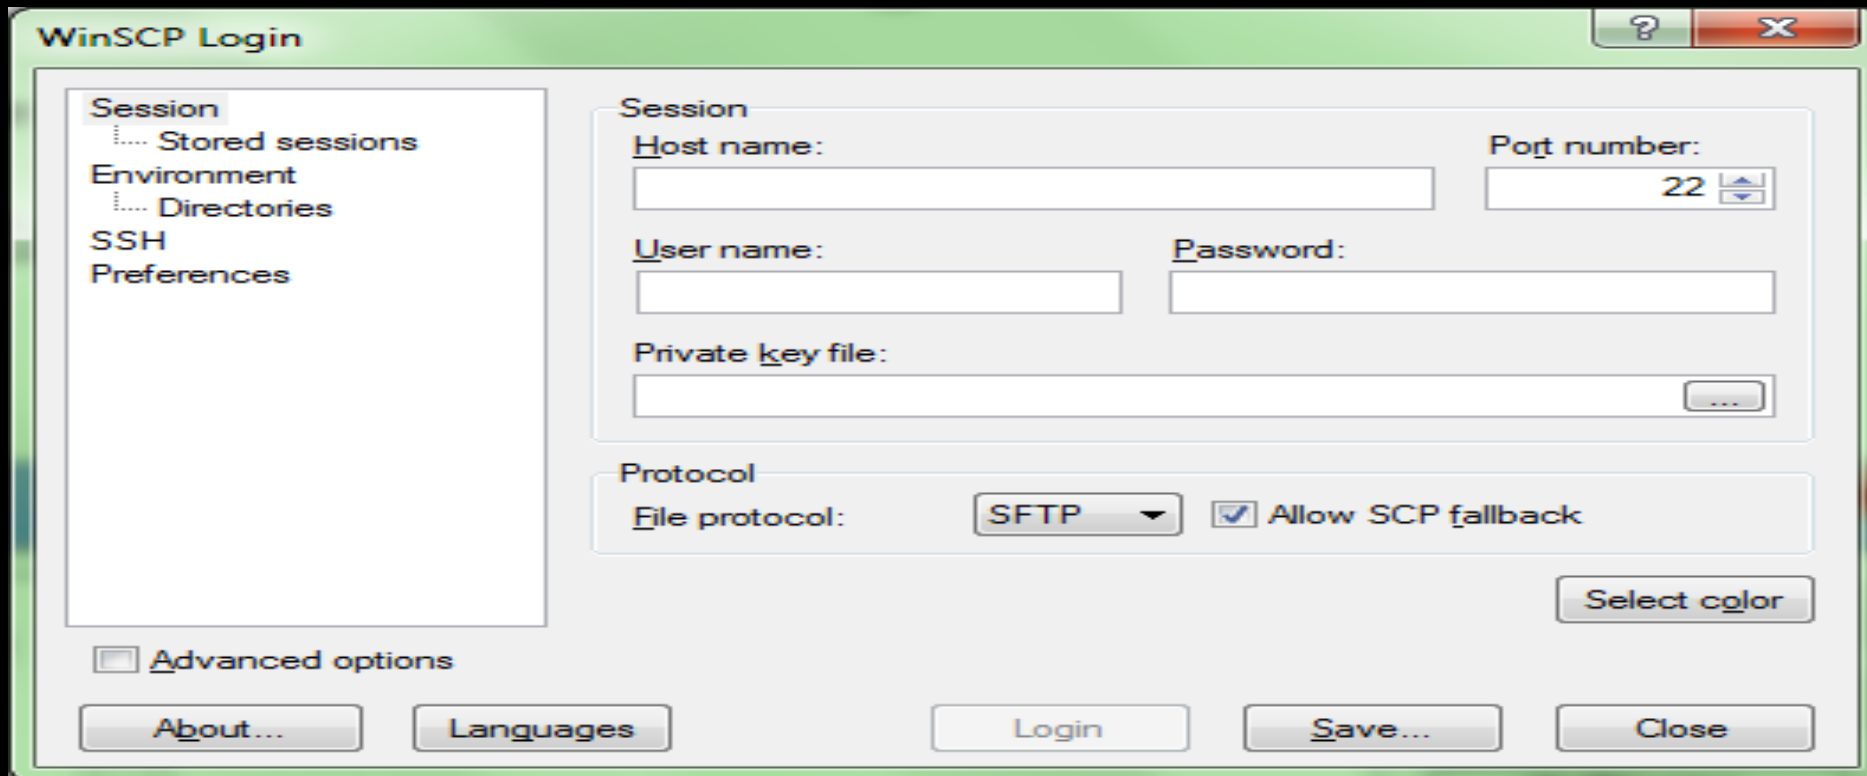 WinSCP Login
Session
Stored sessions
Environment
Directories
SSH
Preferences
Advanced options
Session
Host name:
Port number:
22
User name:
Password:
Private key file:
...
Protocol
File protocol:
SFTP
Allow SCP fallback
Select color
About...
Languages
Login
Save...
Close